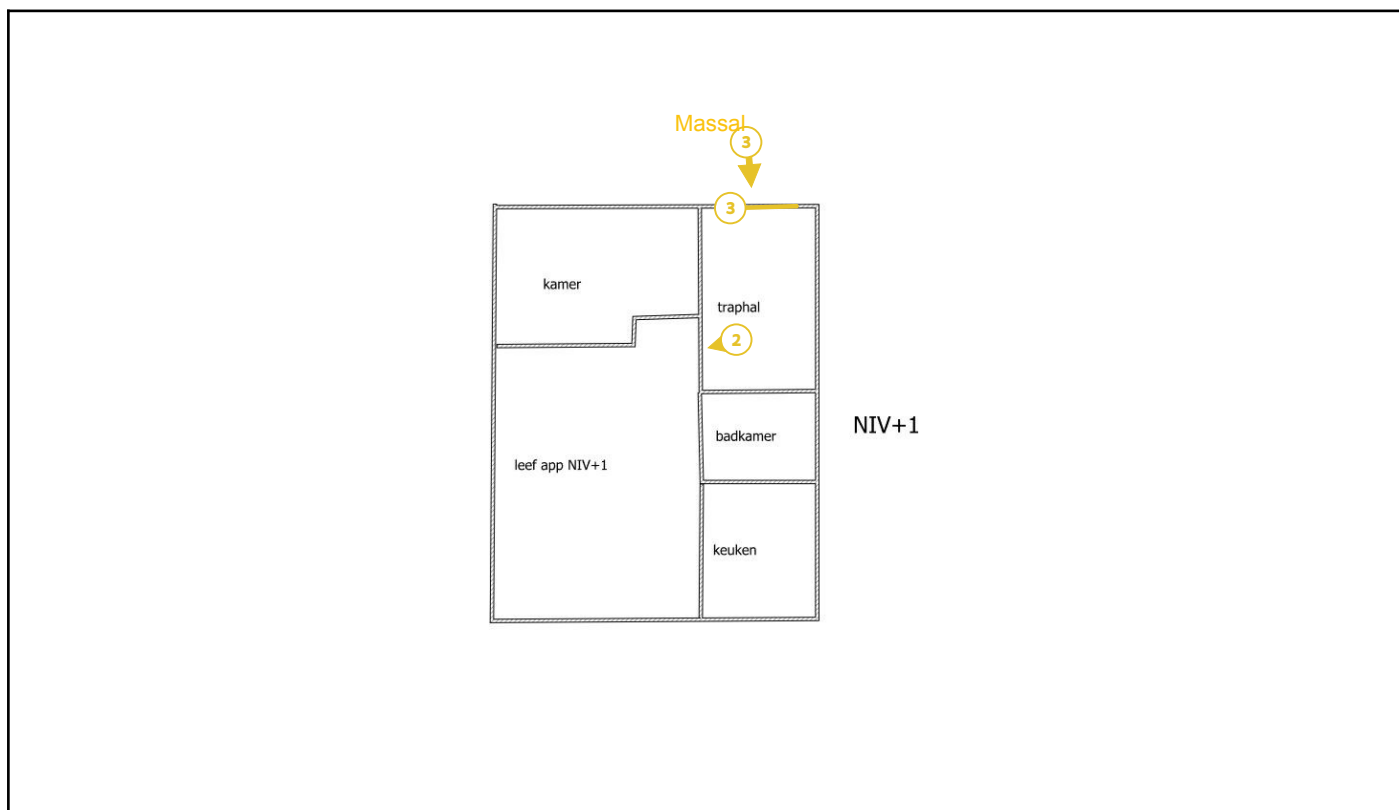 Massal
3
3
kamer
traphal
2
NIV+1
badkamer
leef app NIV+1
keuken